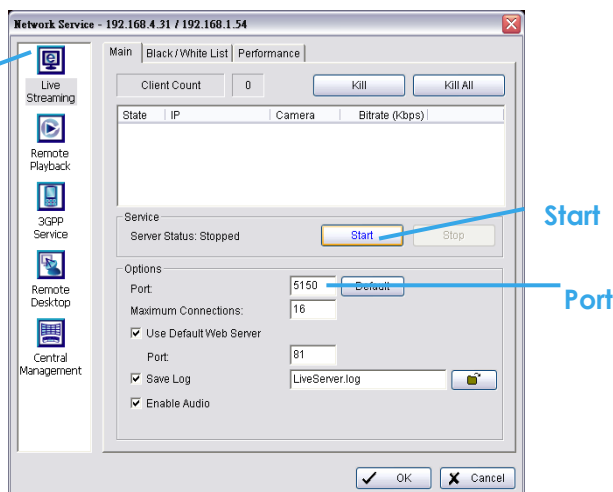 Network Service - 192.168.4.31 / 192.168.1.54
Live
Streaming
Remote
Playback
3GPP
Service
Remote
Desktop
Central
Management
Main Black / White List Performance
Client Count 0 Kill Kill All
State IP Camera Bitrate (Kbps)
Service
Server Status: Stopped Start Stop
Start
Options
Port: 5150 Default
Port
Maximum Connections: 16
Use Default Web Server
Port: 81
Save Log LiveServer.log
Enable Audio
OK Cancel